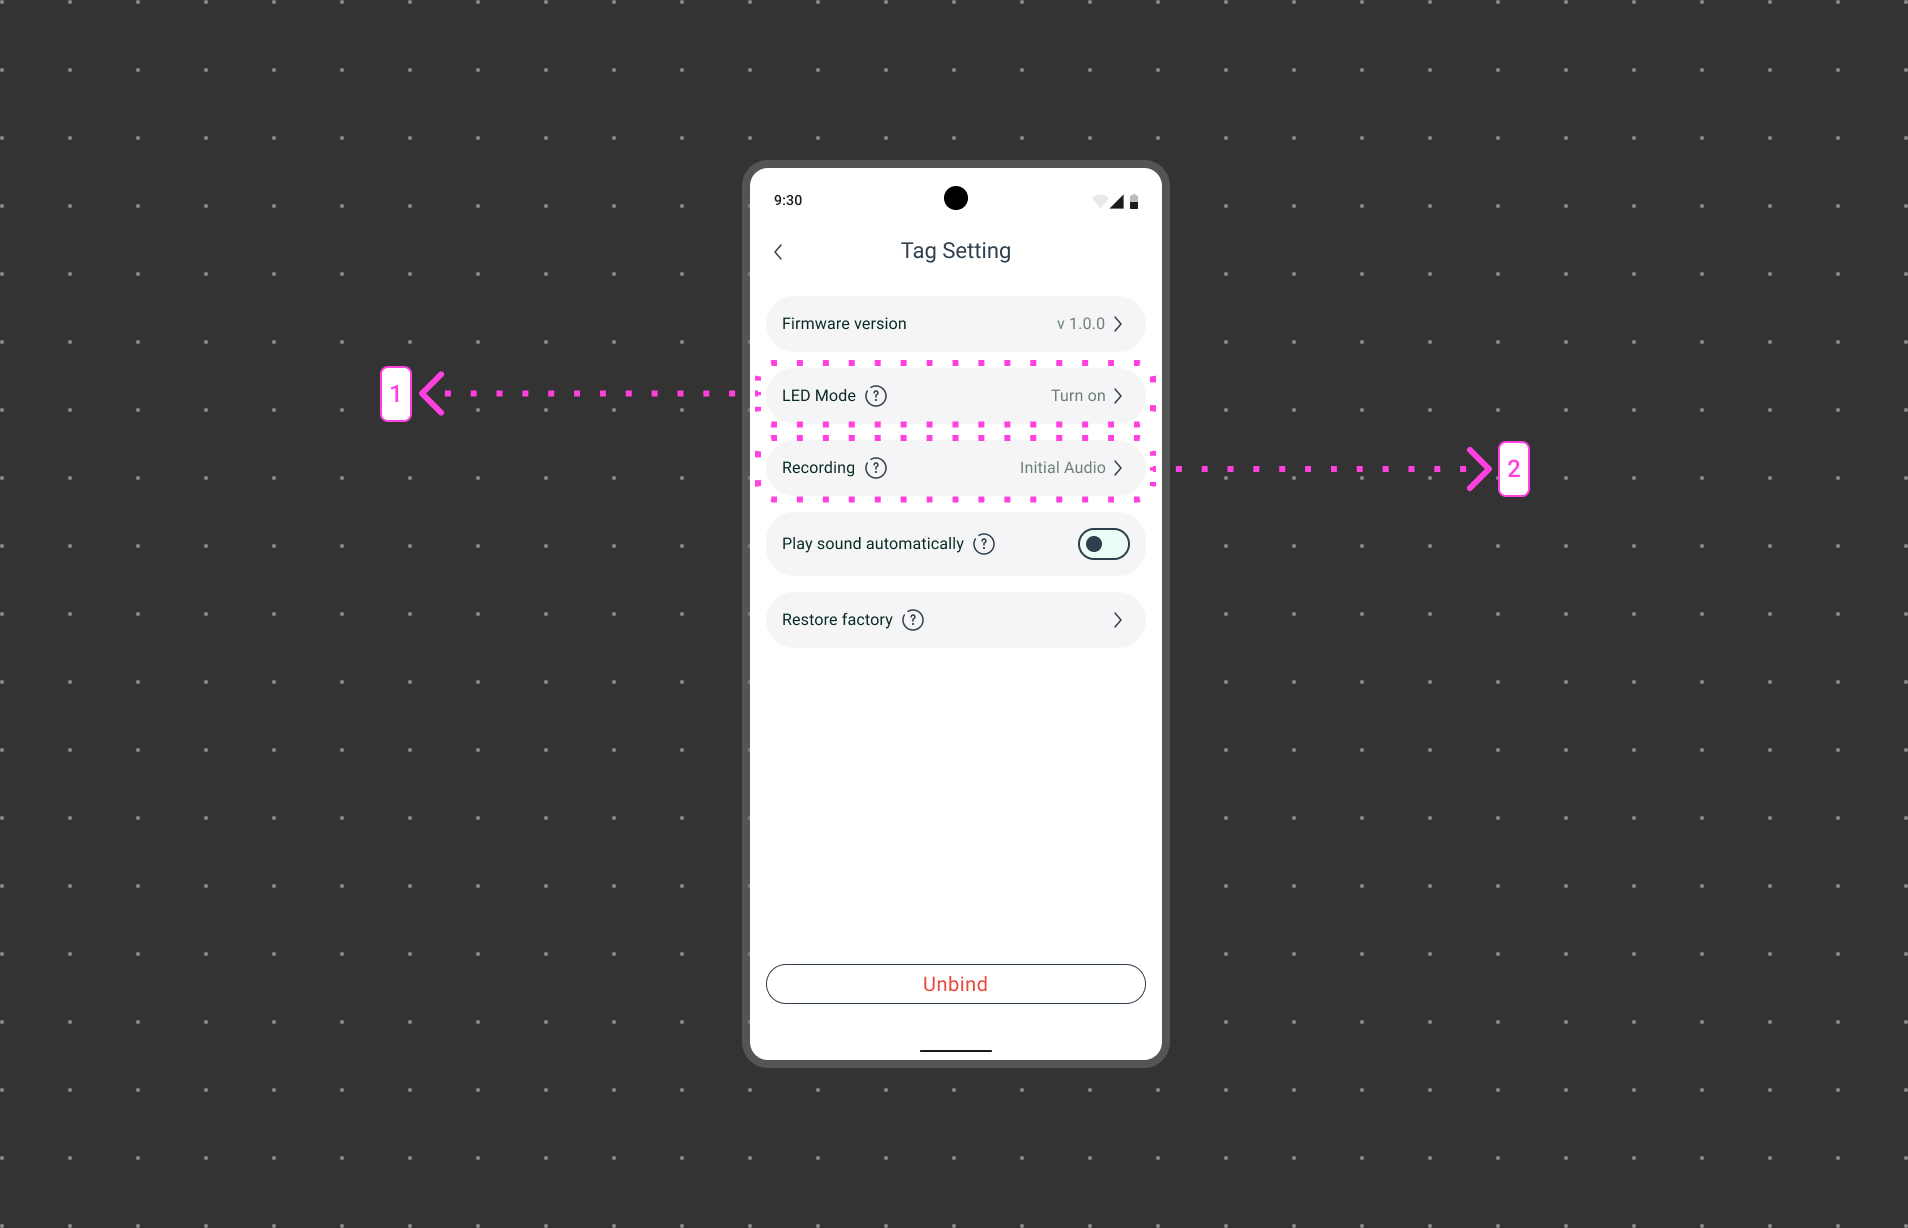 9:30
Tag Setting
Firmware version v 1.0.0
1
LED Mode ? Turn on
Recording ? Initial Audio
2
Play sound automatically ?
Restore factory ?
Unbind